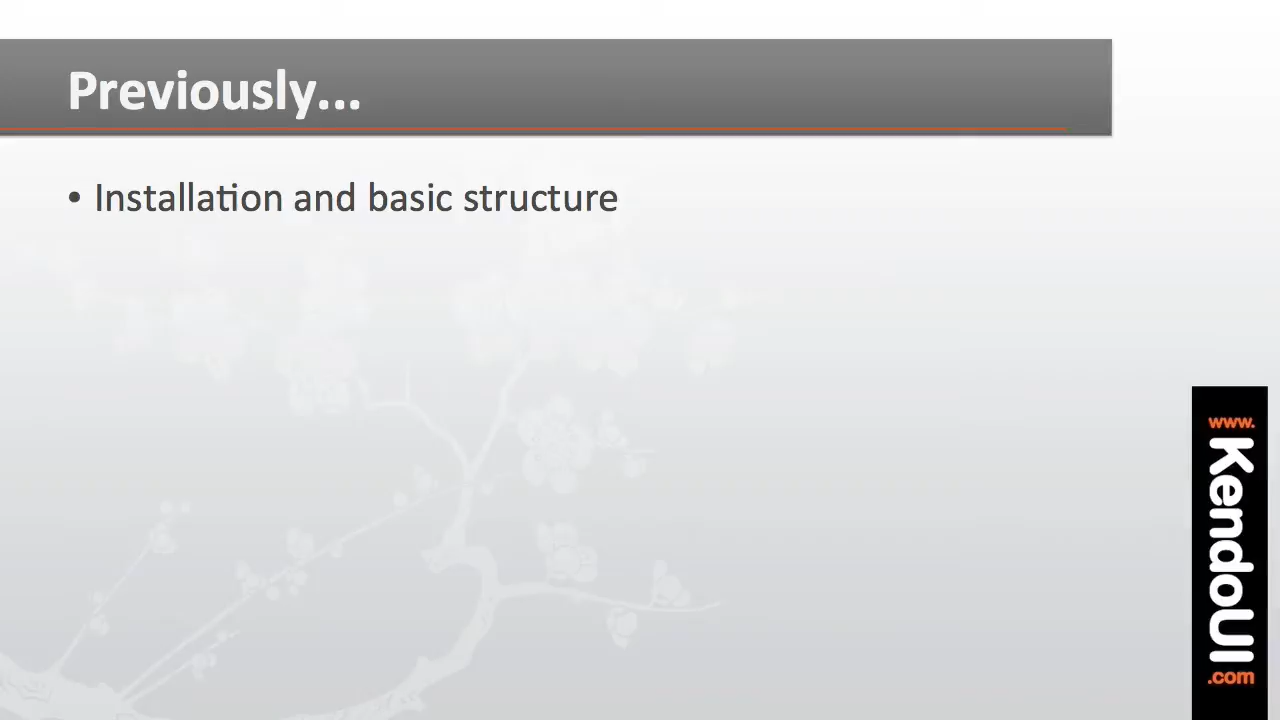 Previously...
• Installation and basic structure
www.
KendoUI
.com